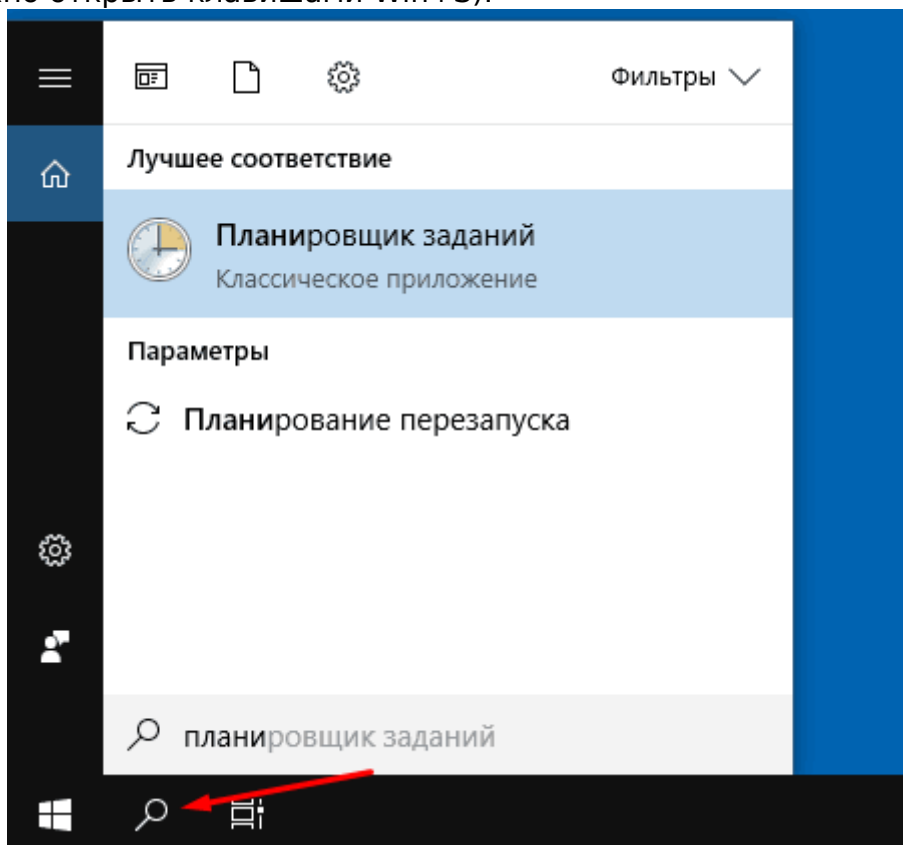 Фильтры
Лучшее соответствие
Планировщик заданий
Классическое приложение
Параметры
Планирование перезапуска
планировщик заданий